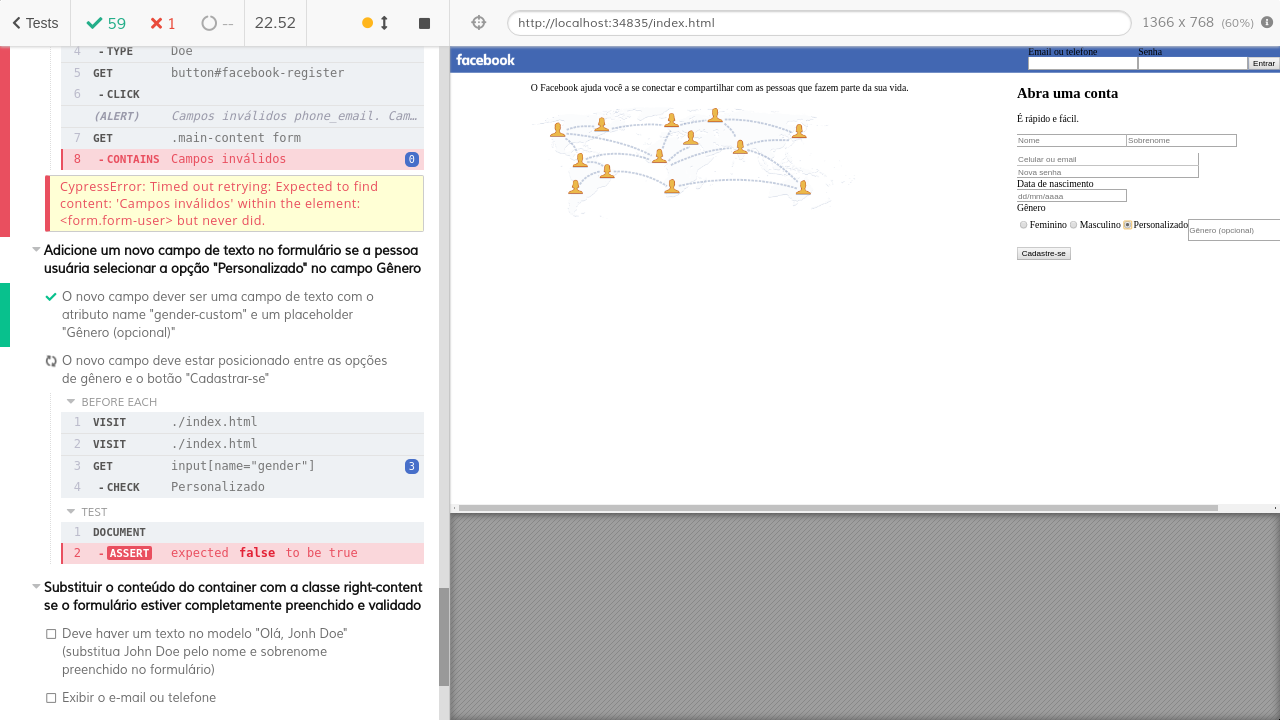 Tests
59
1
--
22.52
4 - TYPE Doe
5 GET button#facebook-register
6 - CLICK
(ALERT) Campos inválidos phone_email. Cam…
7 GET .main-content form
8 - CONTAINS Campos inválidos 0
CypressError: Timed out retrying: Expected to find
content: 'Campos inválidos' within the element:
<form.form-user> but never did.
Adicione um novo campo de texto no formulário se a pessoa
usuária selecionar a opção "Personalizado" no campo Gênero
O novo campo dever ser uma campo de texto com o
atributo name "gender-custom" e um placeholder
"Gênero (opcional)"
O novo campo deve estar posicionado entre as opções
de gênero e o botão "Cadastrar-se"
BEFORE EACH
1 VISIT ./index.html
2 VISIT ./index.html
3 GET input[name="gender"] 3
4 - CHECK Personalizado
TEST
1 DOCUMENT
2 - ASSERT expected false to be true
Substituir o conteúdo do container com a classe right-content
se o formulário estiver completamente preenchido e validado
Deve haver um texto no modelo "Olá, Jonh Doe"
(substitua John Doe pelo nome e sobrenome
preenchido no formulário)
Exibir o e-mail ou telefone
http://localhost:34835/index.html
1366 x 768 (60%)
facebook
Email ou telefone
Senha
Entrar
O Facebook ajuda você a se conectar e compartilhar com as pessoas que fazem parte da sua vida.
Abra uma conta
É rápido e fácil.
Nome
Sobrenome
Celular ou email
Nova senha
Data de nascimento
dd/mm/aaaa
Gênero
Feminino Masculino Personalizado
Gênero (opcional)
Cadastre-se